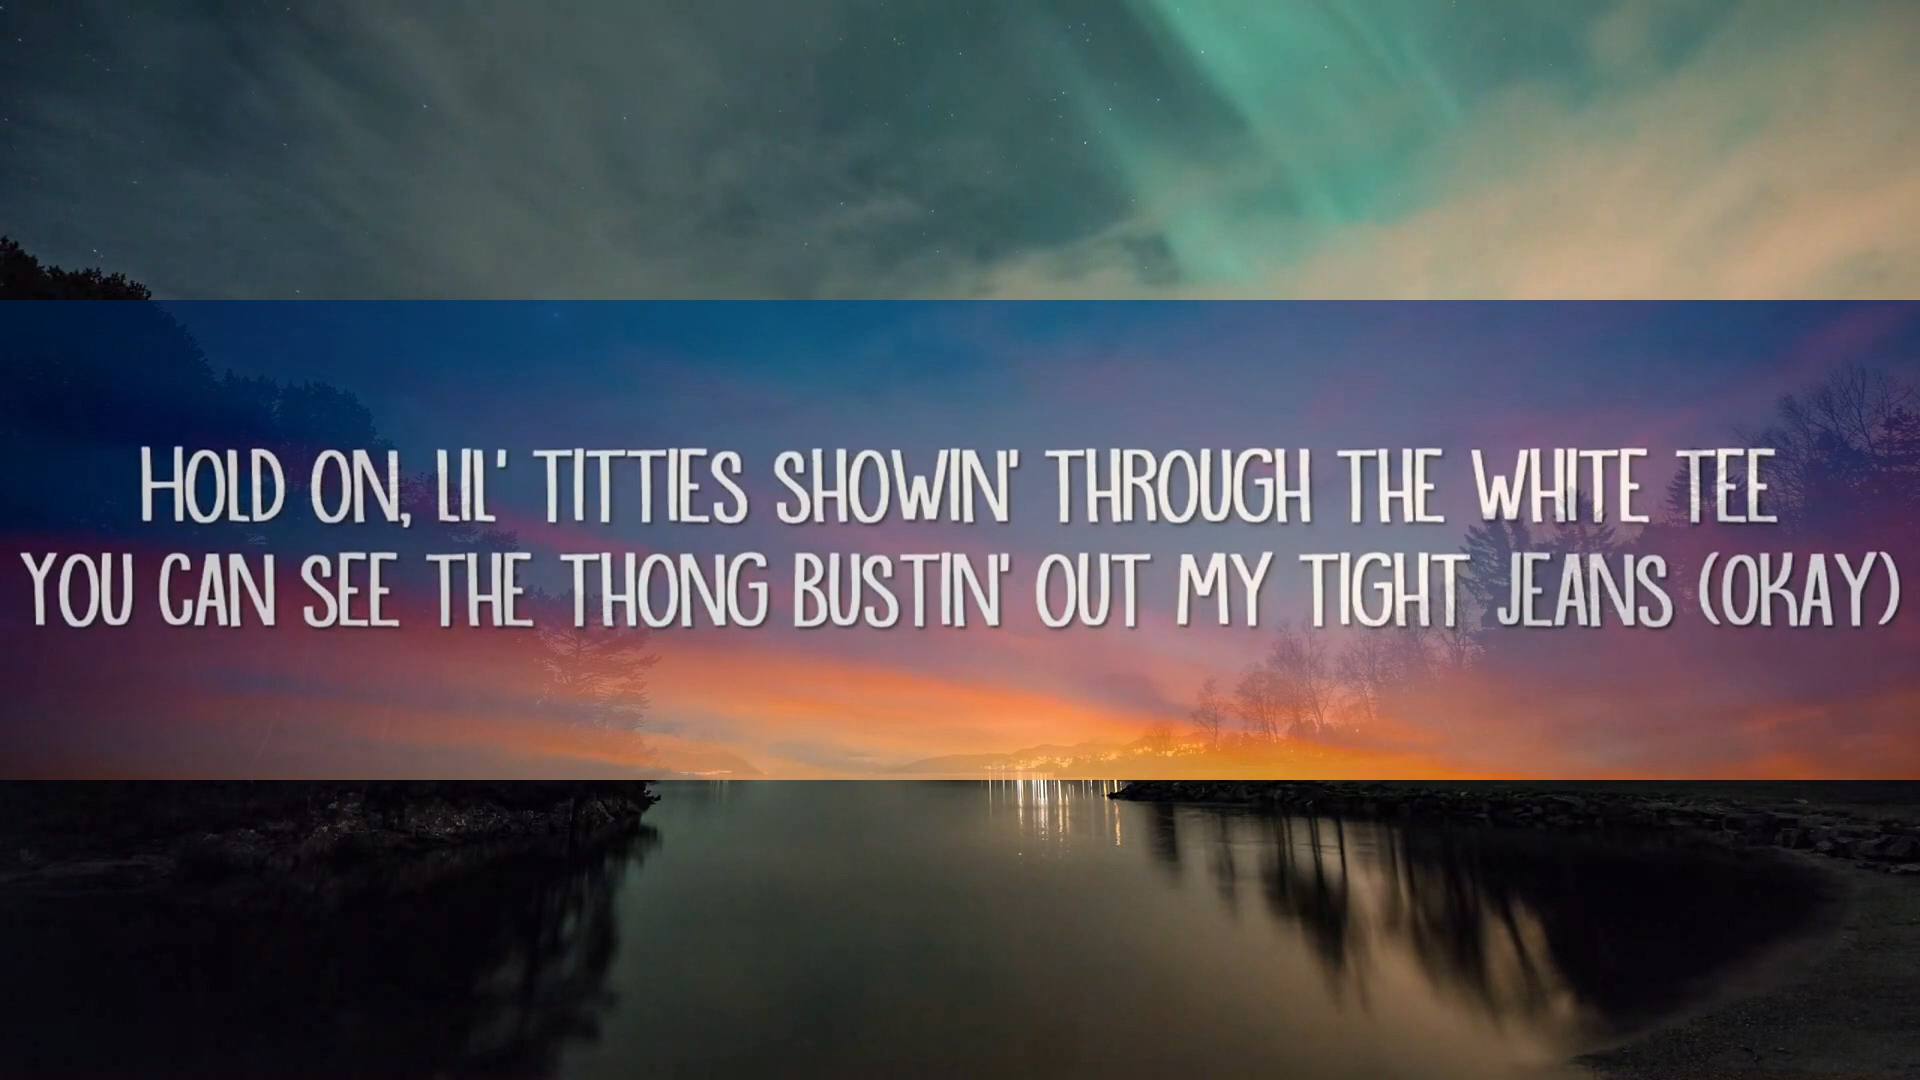 HOLD ON, LIL' TITTIES SHOWIN' THROUGH THE WHITE TEE
YOU CAN SEE THE THONG BUSTIN' OUT MY TIGHT JEANS (OKAY)